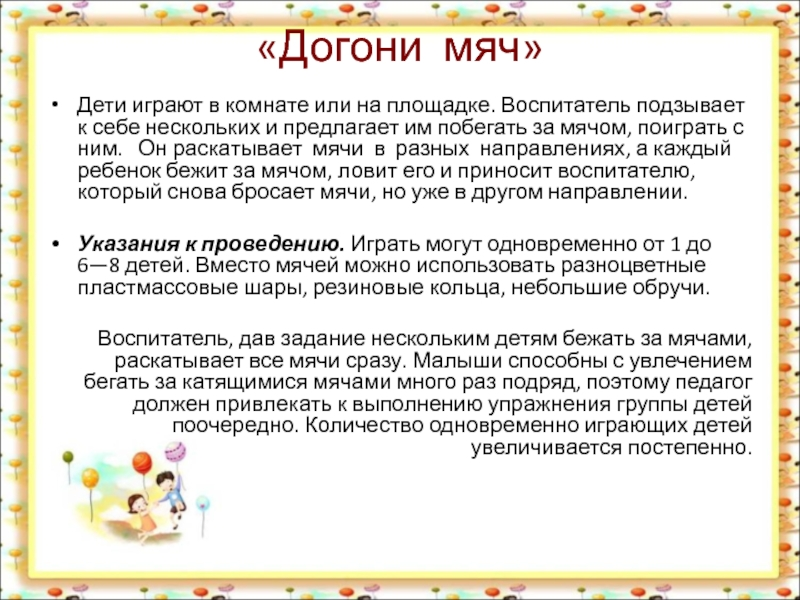 «Догони мяч»
• Дети играют в комнате или на площадке. Воспитатель подзывает
к себе нескольких и предлагает им побегать за мячом, поиграть с
ним. Он раскатывает мячи в разных направлениях, а каждый
ребенок бежит за мячом, ловит его и приносит воспитателю,
который снова бросает мячи, но уже в другом направлении.
• Указания к проведению. Играть могут одновременно от 1 до
6—8 детей. Вместо мячей можно использовать разноцветные
пластмассовые шары, резиновые кольца, небольшие обручи.
Воспитатель, дав задание нескольким детям бежать за мячами,
раскатывает все мячи сразу. Малыши способны с увлечением
бегать за катящимися мячами много раз подряд, поэтому педагог
должен привлекать к выполнению упражнения группы детей
поочередно. Количество одновременно играющих детей
увеличивается постепенно.